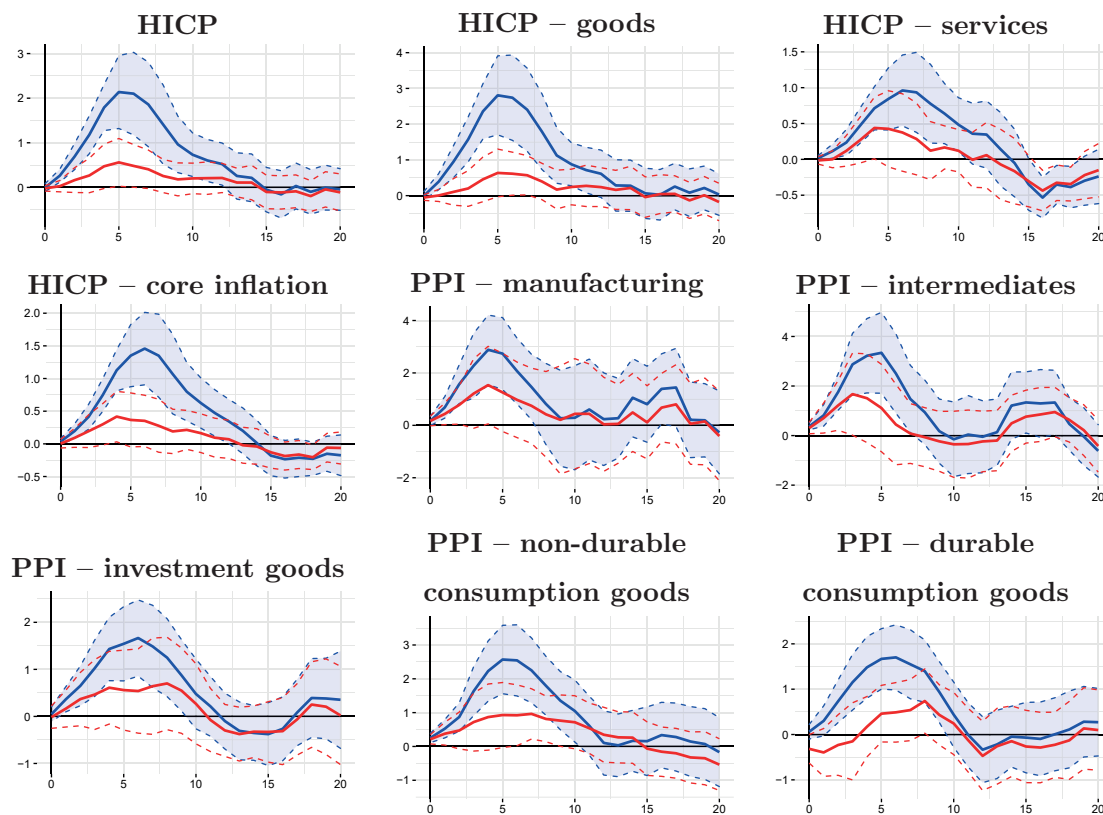 HICP
3
2
1
0
0 5 10 15 20
HICP – goods
4
3
2
1
0
0 5 10 15 20
HICP – services
1.5
1.0
0.5
0.0
−0.5
0 5 10 15 20
HICP – core inflation
2.0
1.5
1.0
0.5
0.0
−0.5
0 5 10 15 20
PPI – manufacturing
4
2
0
−2
0 5 10 15 20
PPI – intermediates
4
2
0
−2
0 5 10 15 20
PPI – investment goods
2
1
0
−1
0 5 10 15 20
PPI – non-durable
consumption goods
3
2
1
0
−1
0 5 10 15 20
PPI – durable
consumption goods
2
1
0
−1
0 5 10 15 20